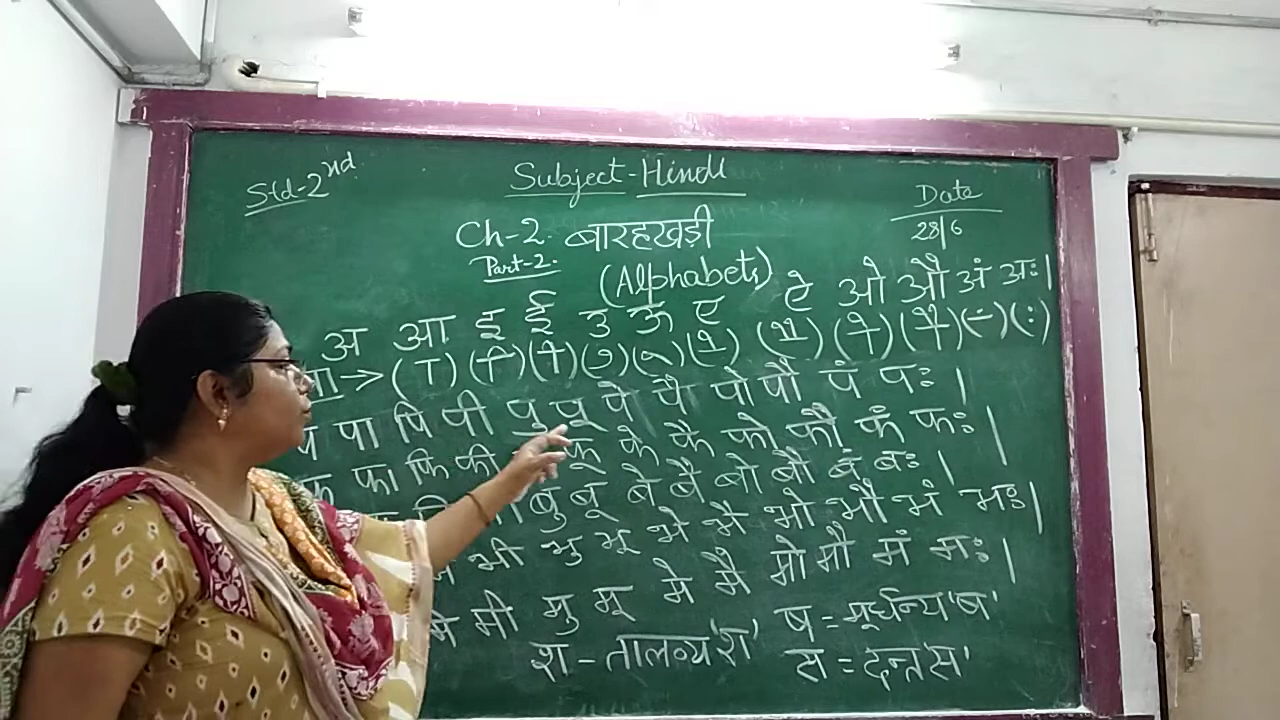 Std-2nd
Subject-Hindi
Date
28/6
Ch-2. बारहखड़ी
Part-2.
(Alphabets)
अ आ इ ई उ ऊ ए ऐ ओ औ अं अः।
→ (ा) (ि) (ी) (ु) (ू) (े) (ै) (ो) (ौ) (ं) (ः)
प पा पि पी पु पू पे पै पो पौ पं पः।
फ फा फि फी फू फे फै फो फौ फं फः।
बु बू बे बै बो बौ बं बः।
भी भु भू भे भै भो भौ भं भः।
मि मी मु मू मे मै मो मौ मं मः।
श - तालव्य 'श'
ष = मूर्धन्य 'ष'
स = दन्त 'स'